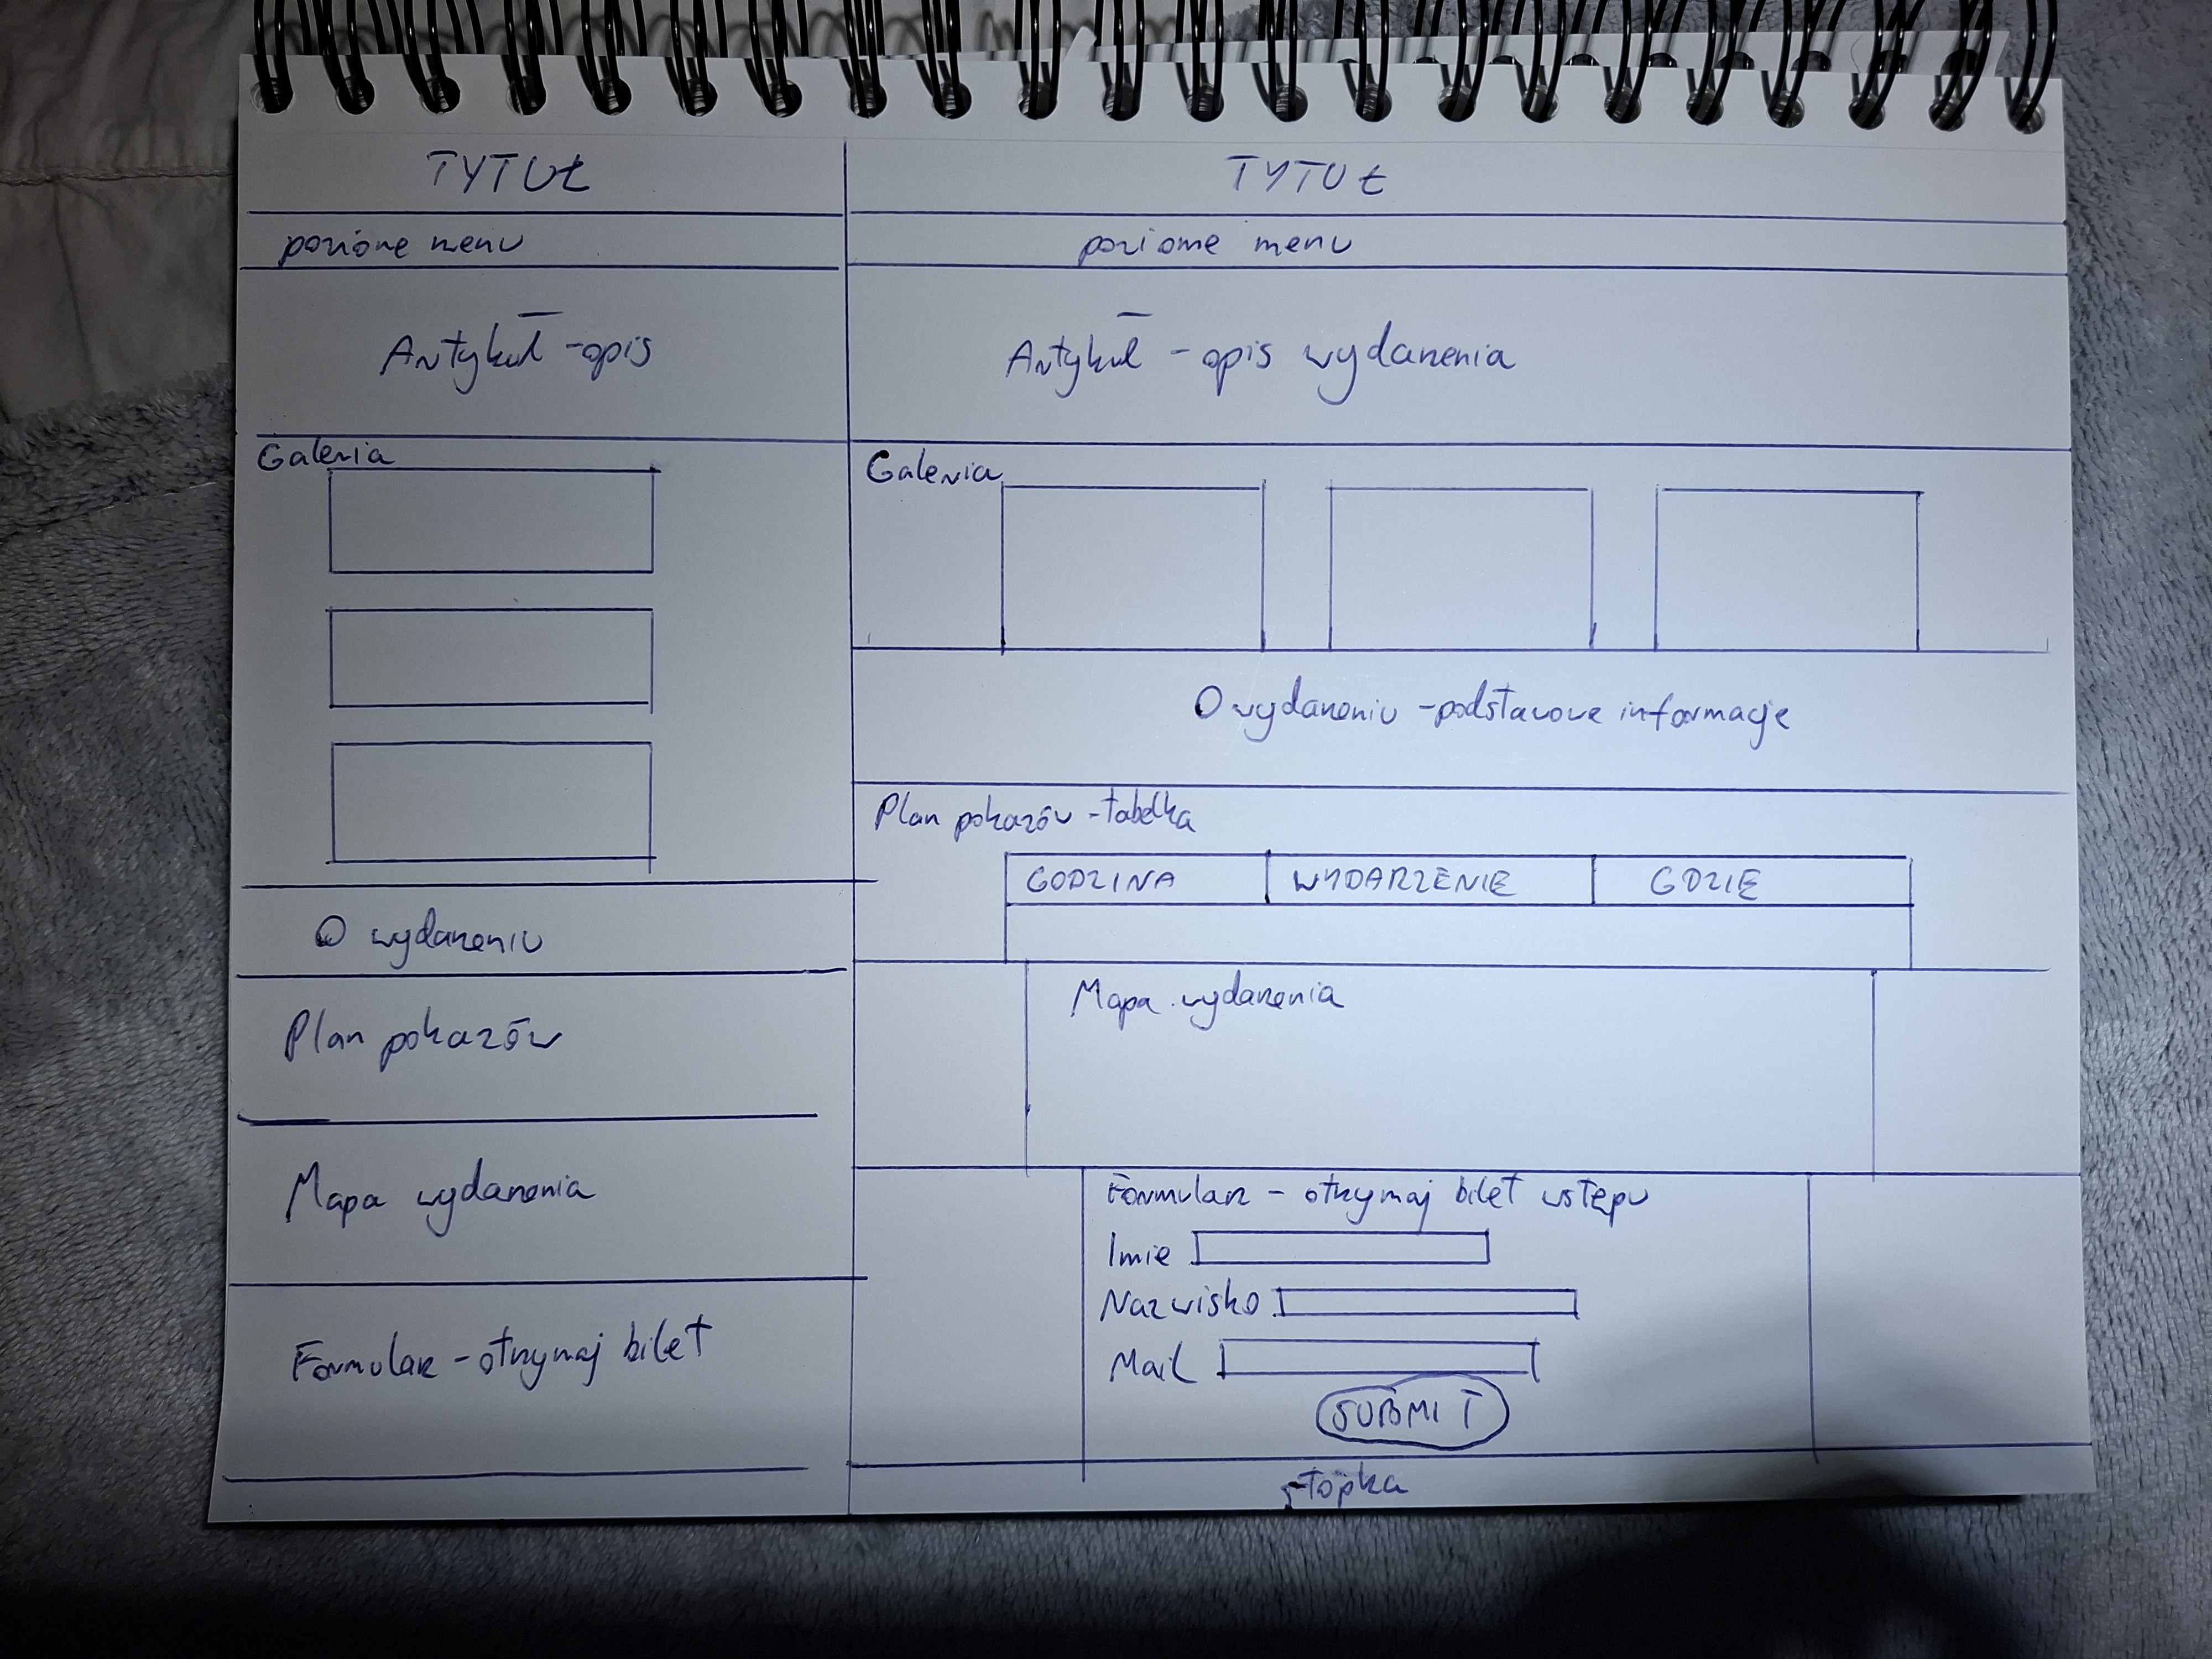 TYTUŁ
poziome menu
Artykuł - opis
Galeria
O wydarzeniu
Plan pokazów
Mapa wydarzenia
Formularz - otrzymaj bilet
TYTUŁ
poziome menu
Artykuł - opis wydarzenia
Galeria
O wydarzeniu - podstawowe informacje
Plan pokazów - tabelka
GODZINA WYDARZENIE GDZIE
Mapa wydarzenia
Formularz - otrzymaj bilet wstępu
Imie
Nazwisko
Mail
SUBMIT
stopka